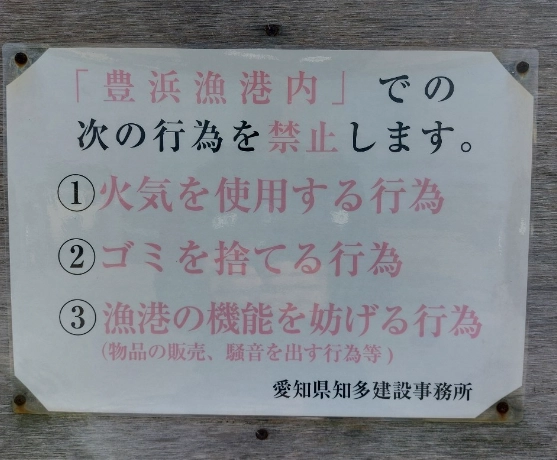 「豊浜漁港内」での
次の行為を禁止します。
①火気を使用する行為
②ゴミを捨てる行為
③漁港の機能を妨げる行為
(物品の販売、騒音を出す行為等)
愛知県知多建設事務所